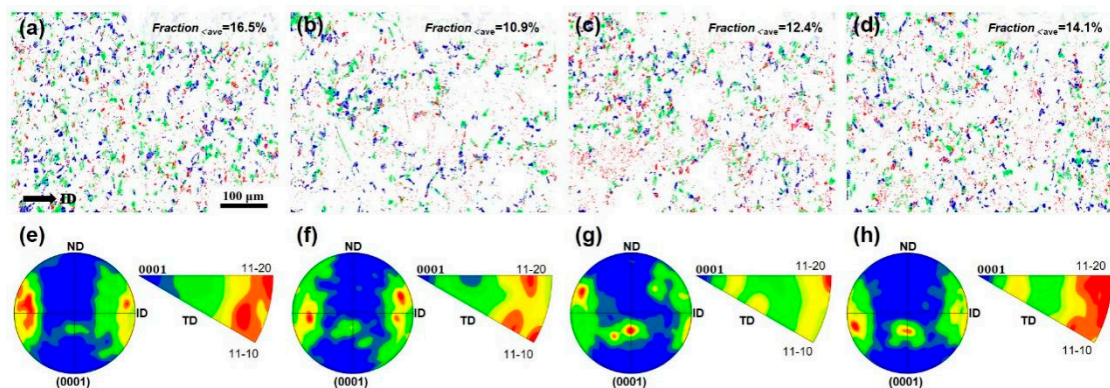 (a) Fraction <ave=16.5%
(b) Fraction <ave=10.9%
(c) Fraction <ave=12.4%
(d) Fraction <ave=14.1%
ID
100 μm
(e) ND
0001 11-20
ID
TD
11-10
(0001)
(f) ND
0001 11-20
ID
TD
11-10
(0001)
(g) ND
0001 11-20
ID
TD
11-10
(0001)
(h) ND
0001 11-20
ID
TD
11-10
(0001)